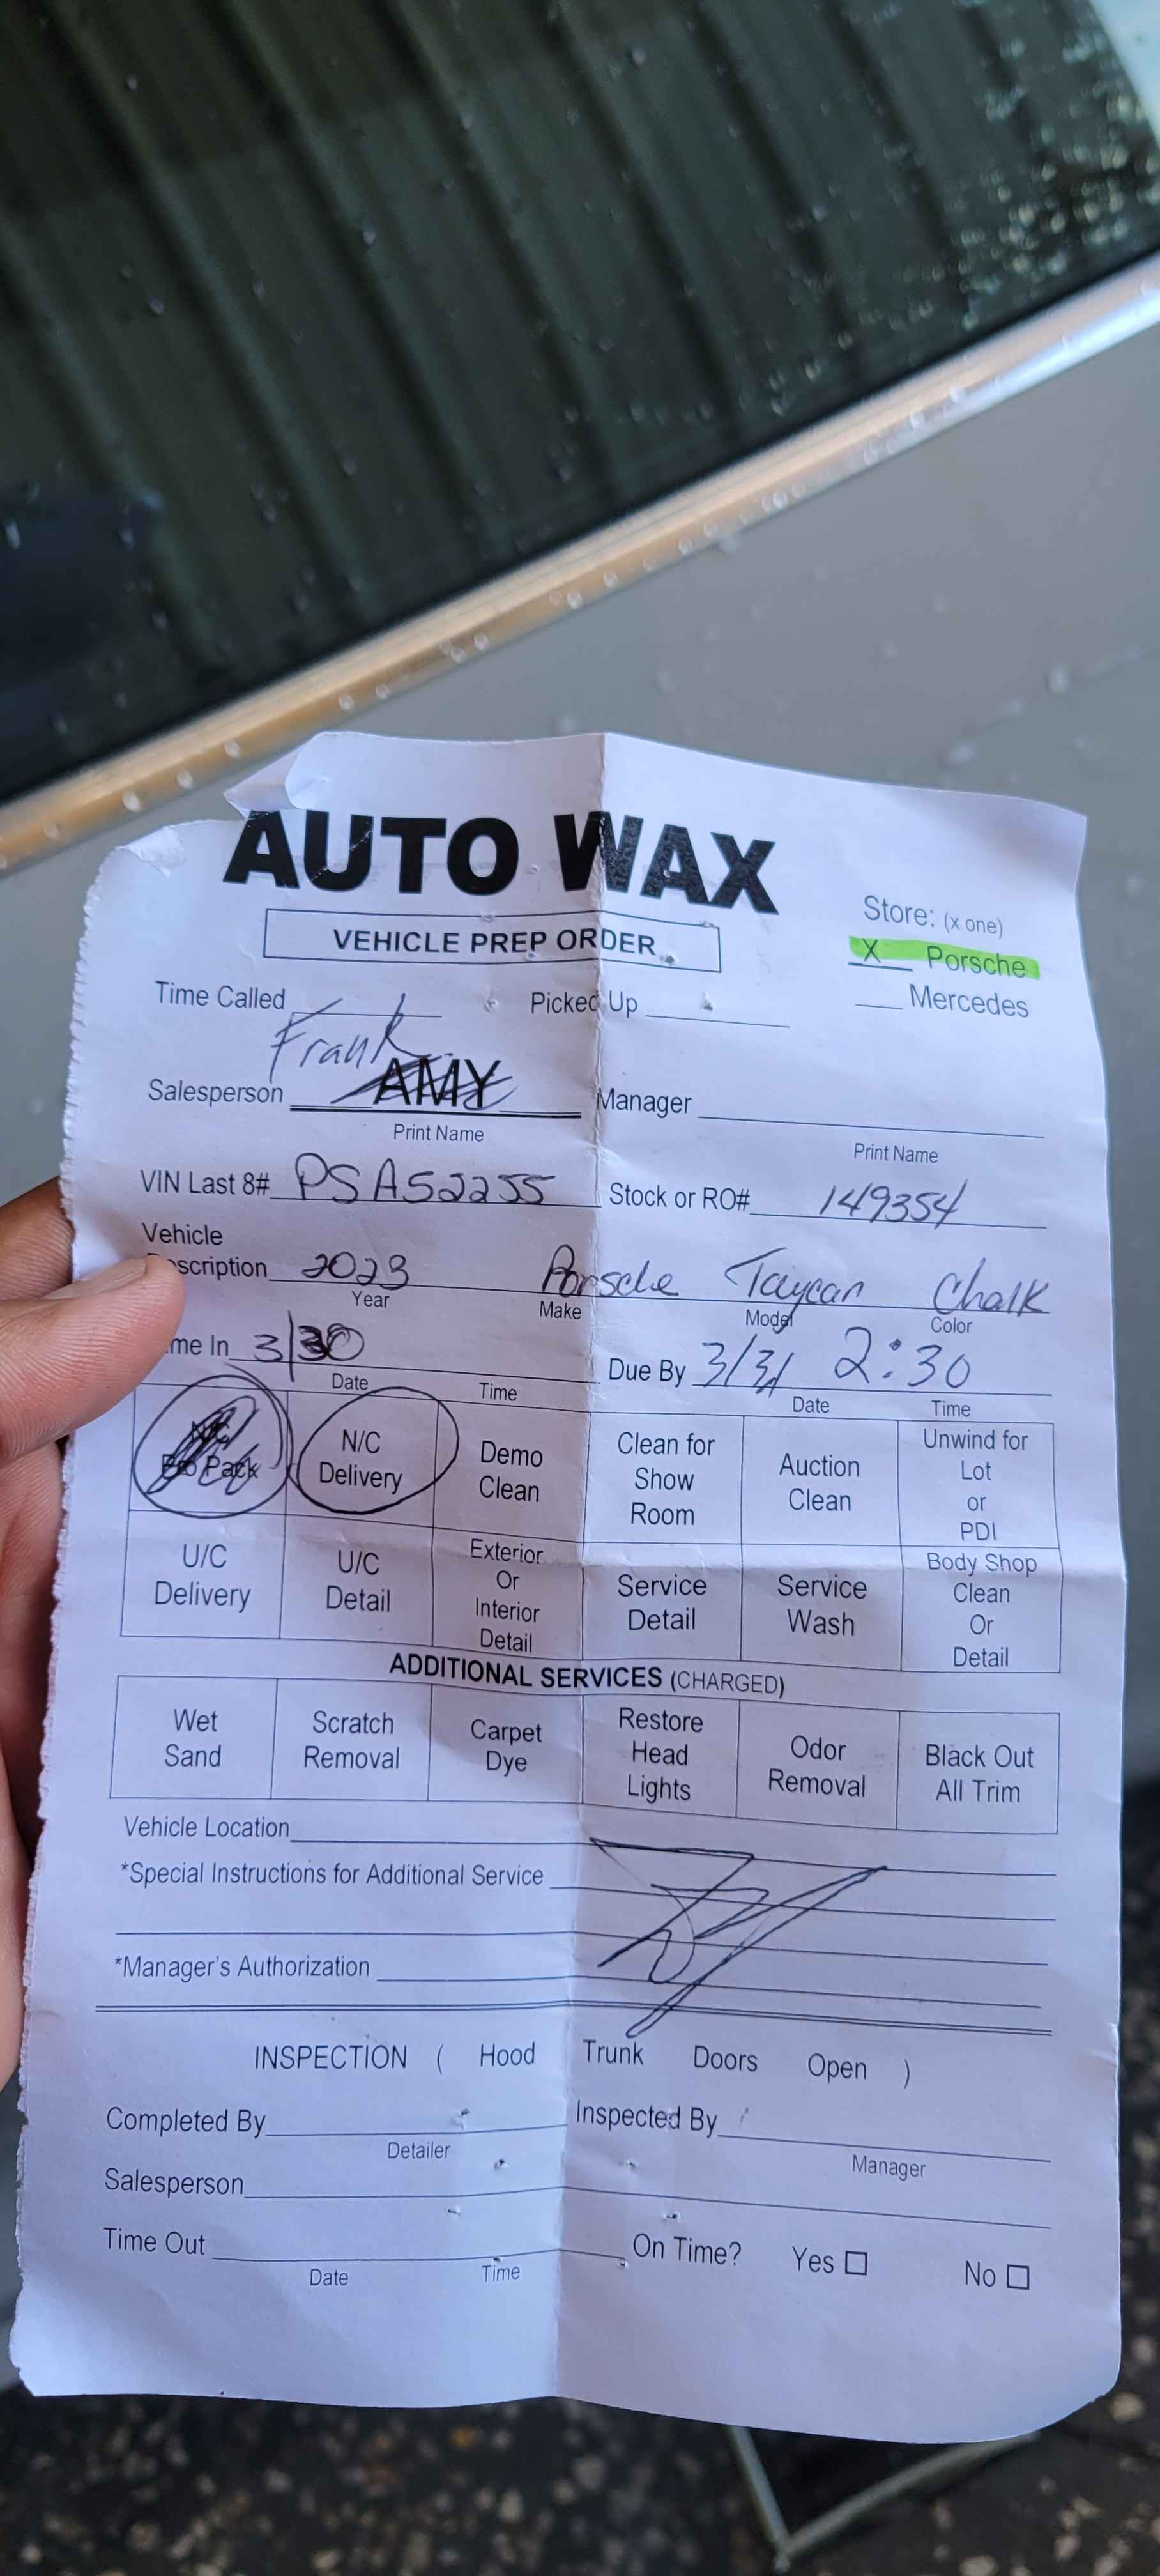 AUTO WAX
VEHICLE PREP ORDER
Store: (x one)
X Porsche
Mercedes
Time Called Picked Up
Frank
Salesperson AMY Manager
Print Name Print Name
VIN Last 8# PSA52255 Stock or RO# 149354
Vehicle
scription 2023 Porsche Taycan Chalk
Year Make Model Color
me In 3/30 Due By 3/31 2:30
Date Time Date Time
Pack
N/C
Delivery
Demo
Clean
Clean for
Show
Room
Auction
Clean
Unwind for
Lot
or
PDI
U/C
Delivery
U/C
Detail
Exterior
Or
Interior
Detail
Service
Detail
Service
Wash
Body Shop
Clean
Or
Detail
ADDITIONAL SERVICES (CHARGED)
Wet
Sand
Scratch
Removal
Carpet
Dye
Restore
Head
Lights
Odor
Removal
Black Out
All Trim
Vehicle Location
*Special Instructions for Additional Service
*Manager's Authorization
INSPECTION ( Hood Trunk Doors Open )
Completed By Inspected By
Detailer Manager
Salesperson
Time Out On Time? Yes No
Date Time